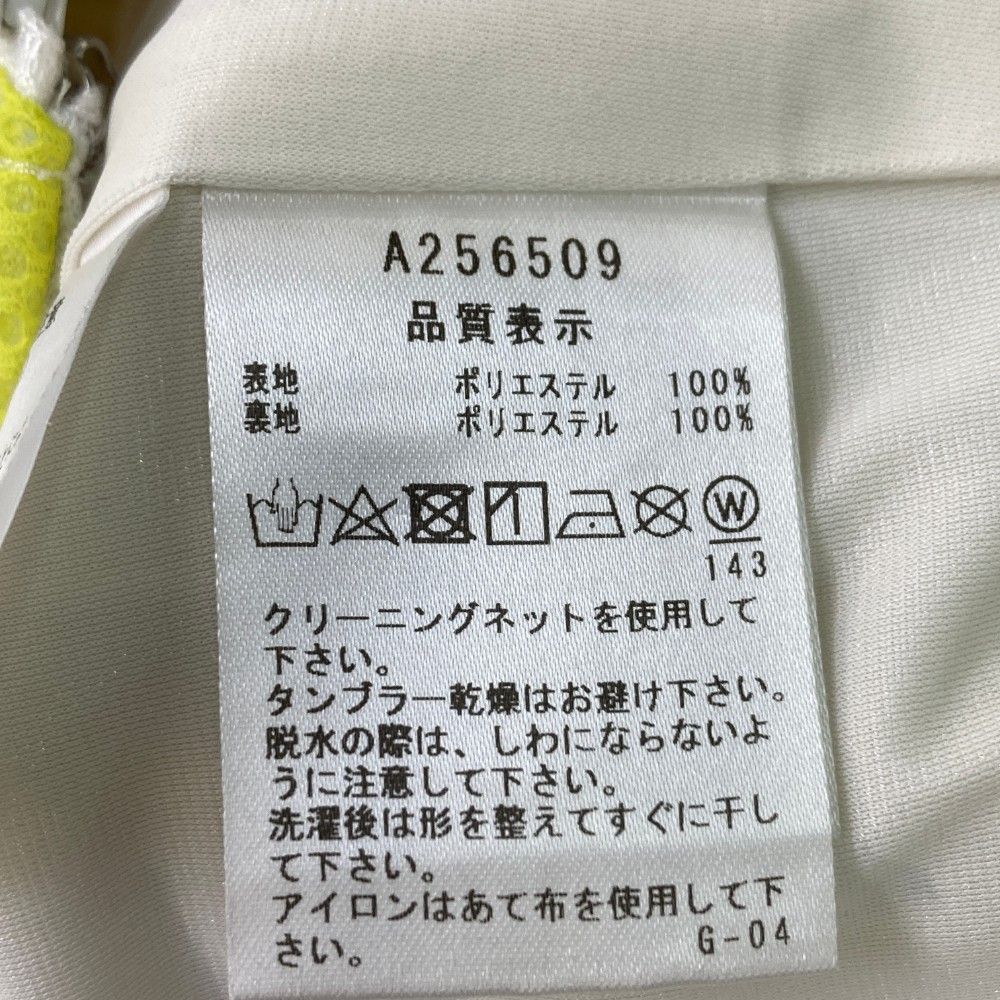 A256509
品質表示
表地 ポリエステル 100%
裏地 ポリエステル 100%
W
143
クリーニングネットを使用して
下さい。
タンブラー乾燥はお避け下さい。
脱水の際は、しわにならないよ
うに注意して下さい。
洗濯後は形を整えてすぐに干し
て下さい。
アイロンはあて布を使用して下
さい。
G-04